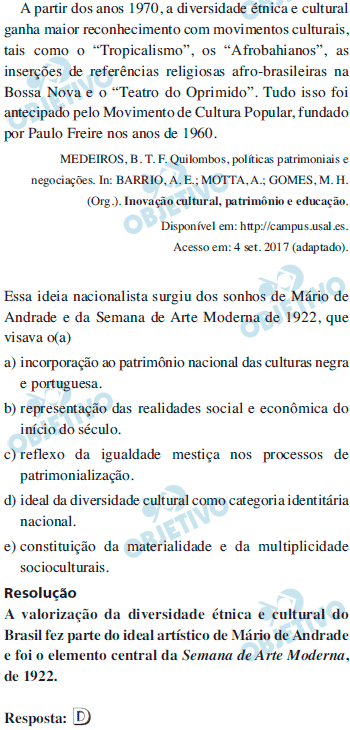 A partir dos anos 1970, a diversidade étnica e cultural
ganha maior reconhecimento com movimentos culturais,
tais como o “Tropicalismo”, os “Afrobahianos”, as
inserções de referências religiosas afro-brasileiras na
Bossa Nova e o “Teatro do Oprimido”. Tudo isso foi
antecipado pelo Movimento de Cultura Popular, fundado
por Paulo Freire nos anos de 1960.
MEDEIROS, B. T. F. Quilombos, políticas patrimoniais e
negociações. In: BARRIO, A. E.; MOTTA, A.; GOMES, M. H.
(Org.). Inovação cultural, patrimônio e educação.
Disponível em: http://campus.usal.es.
Acesso em: 4 set. 2017 (adaptado).
Essa ideia nacionalista surgiu dos sonhos de Mário de
Andrade e da Semana de Arte Moderna de 1922, que
visava o(a)
a) incorporação ao patrimônio nacional das culturas negra
e portuguesa.
b) representação das realidades social e econômica do
início do século.
c) reflexo da igualdade mestiça nos processos de
patrimonialização.
d) ideal da diversidade cultural como categoria identitária
nacional.
e) constituição da materialidade e da multiplicidade
socioculturais.
Resolução
A valorização da diversidade étnica e cultural do
Brasil fez parte do ideal artístico de Mário de Andrade
e foi o elemento central da Semana de Arte Moderna,
de 1922.
Resposta: D
OBJETIVO
OBJETIVO
OBJETIVO
OBJETIVO
OBJETIVO
OBJETIVO
OBJETIVO